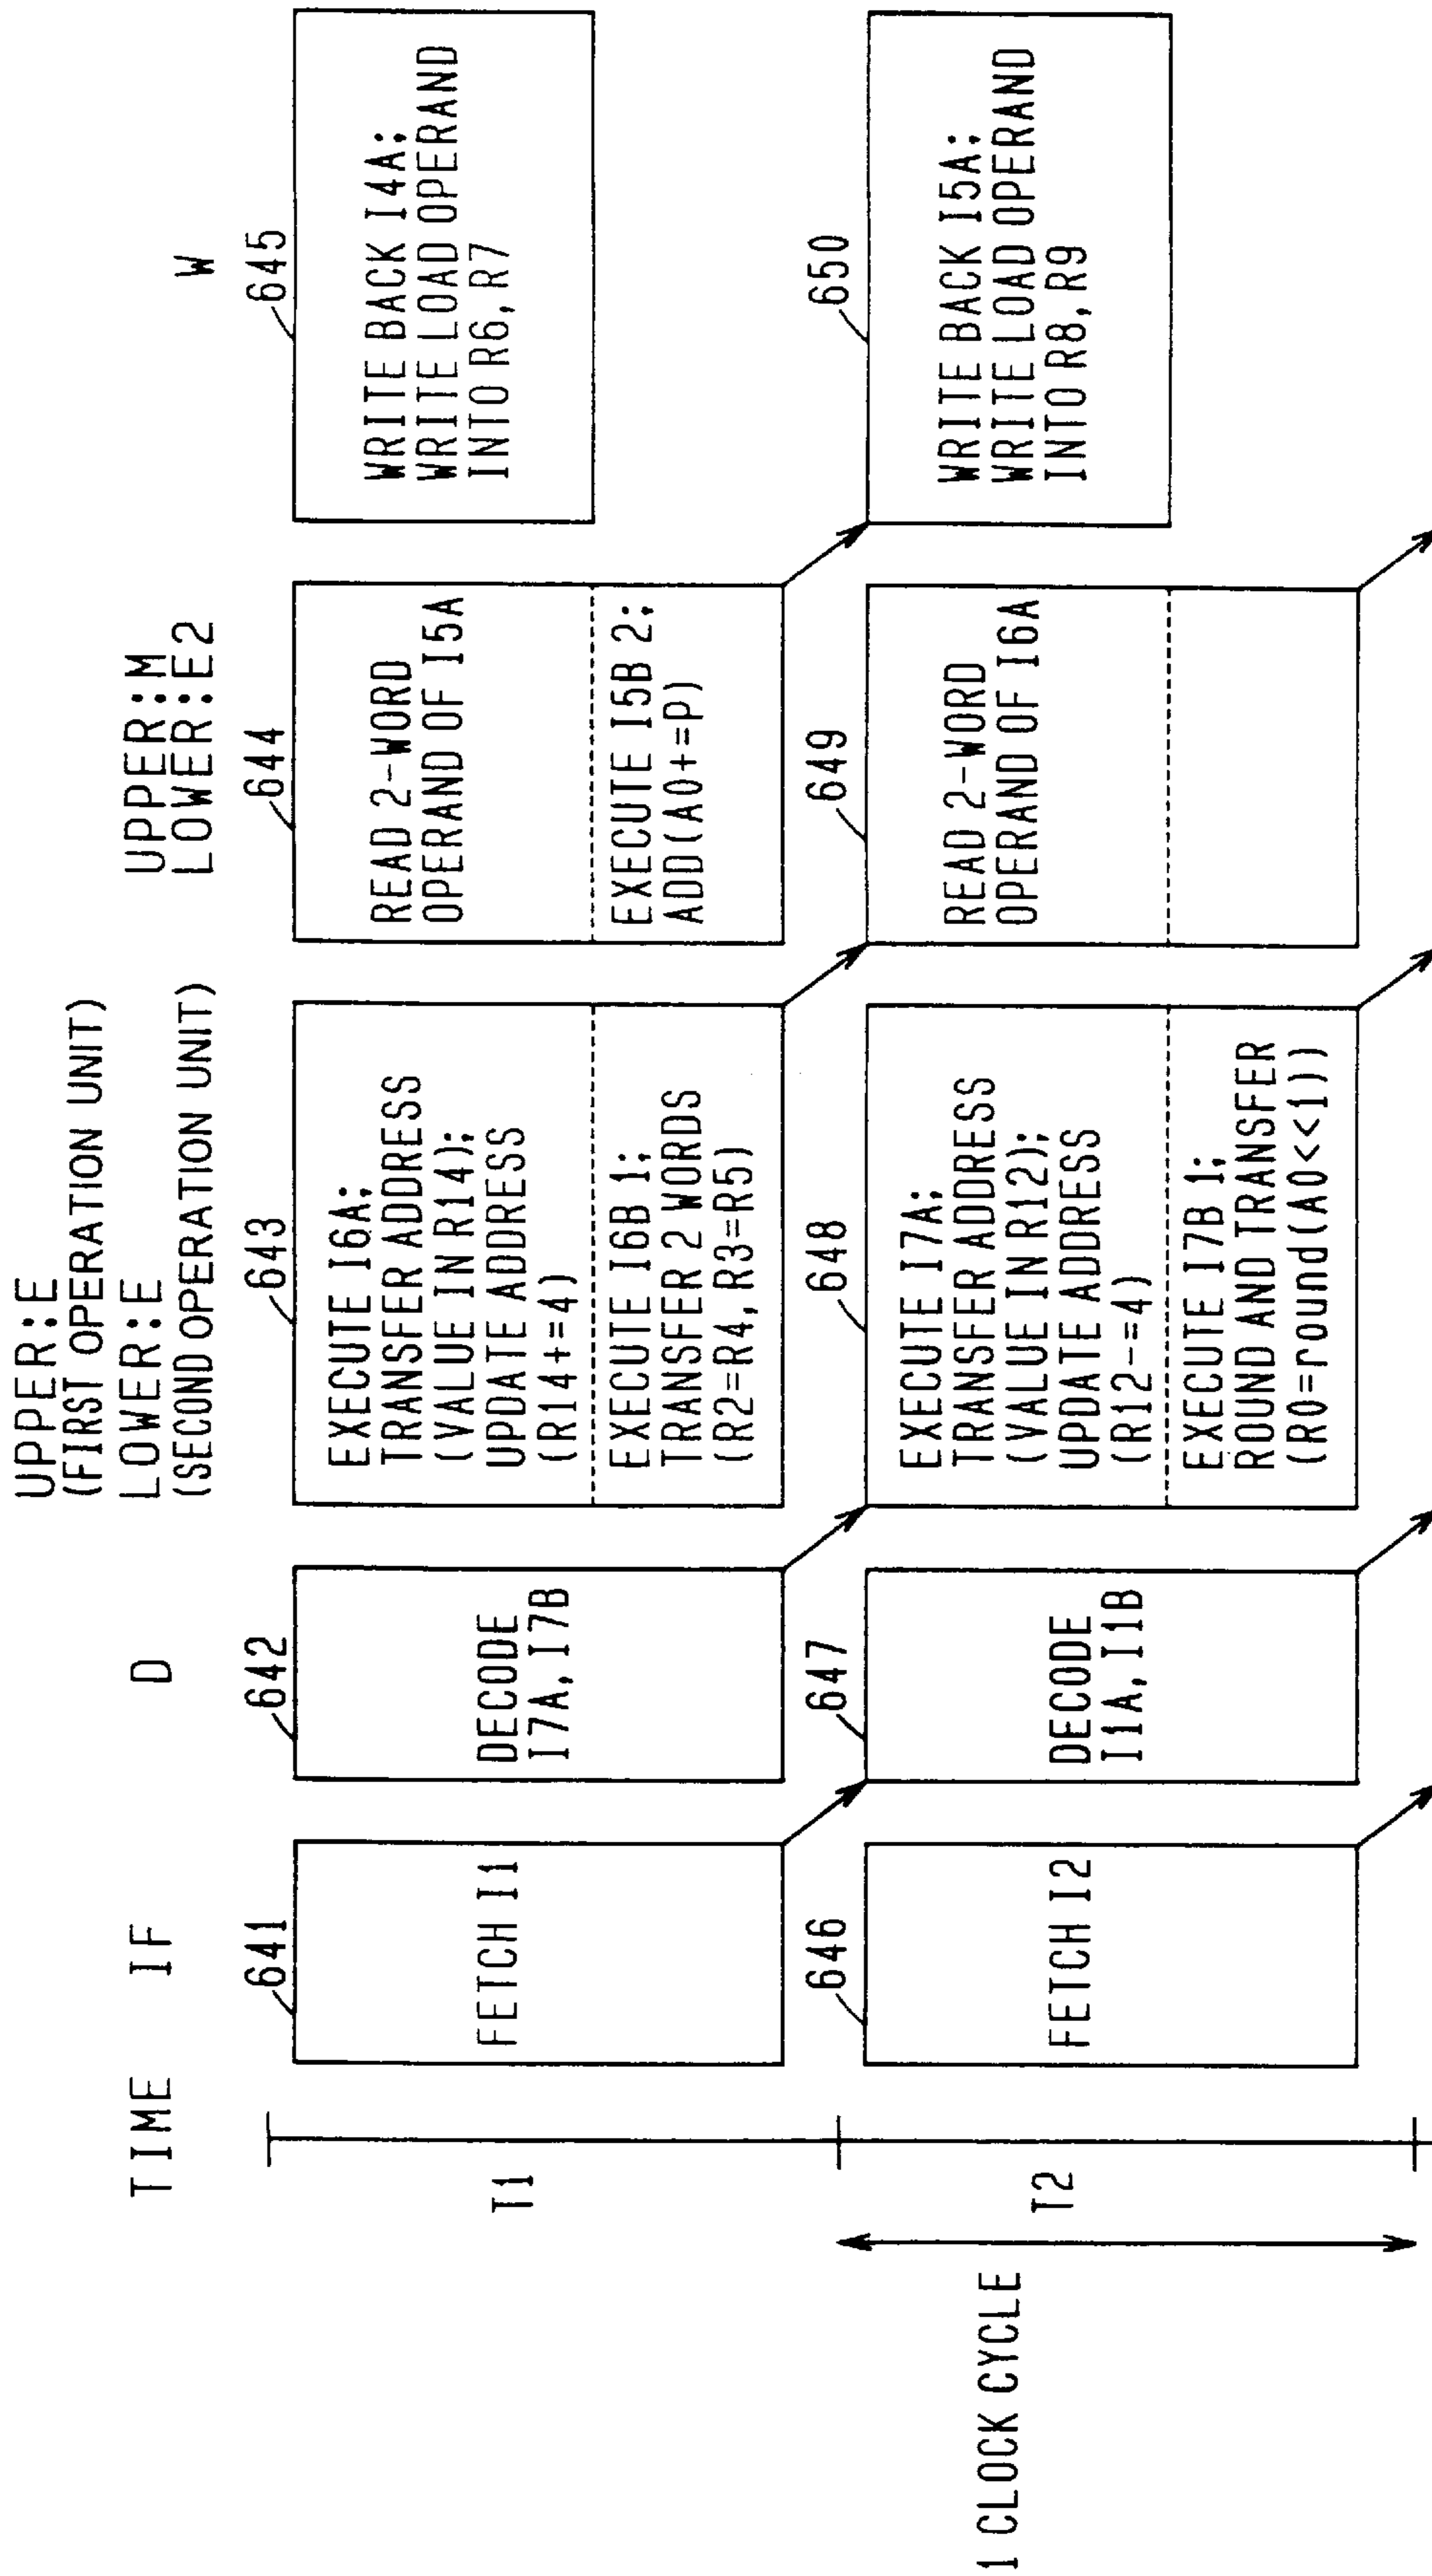 UPPER:E
(FIRST OPERATION UNIT)
LOWER:E
(SECOND OPERATION UNIT)
UPPER:M
LOWER:E2
TIME
IF
D
W
T1
641
FETCH I1
642
DECODE
I7A, I7B
643
EXECUTE I6A;
TRANSFER ADDRESS
(VALUE IN R14);
UPDATE ADDRESS
(R14+=4)
EXECUTE I6B 1;
TRANSFER 2 WORDS
(R2=R4, R3=R5)
644
READ 2-WORD
OPERAND OF I5A
EXECUTE I5B 2;
ADD(A0+=P)
645
WRITE BACK I4A;
WRITE LOAD OPERAND
INTO R6, R7
1 CLOCK CYCLE
T2
646
FETCH I2
647
DECODE
I1A, I1B
648
EXECUTE I7A;
TRANSFER ADDRESS
(VALUE IN R12);
UPDATE ADDRESS
(R12-=4)
EXECUTE I7B 1;
ROUND AND TRANSFER
(R0=round(A0<<1))
649
READ 2-WORD
OPERAND OF I6A
650
WRITE BACK I5A;
WRITE LOAD OPERAND
INTO R8, R9